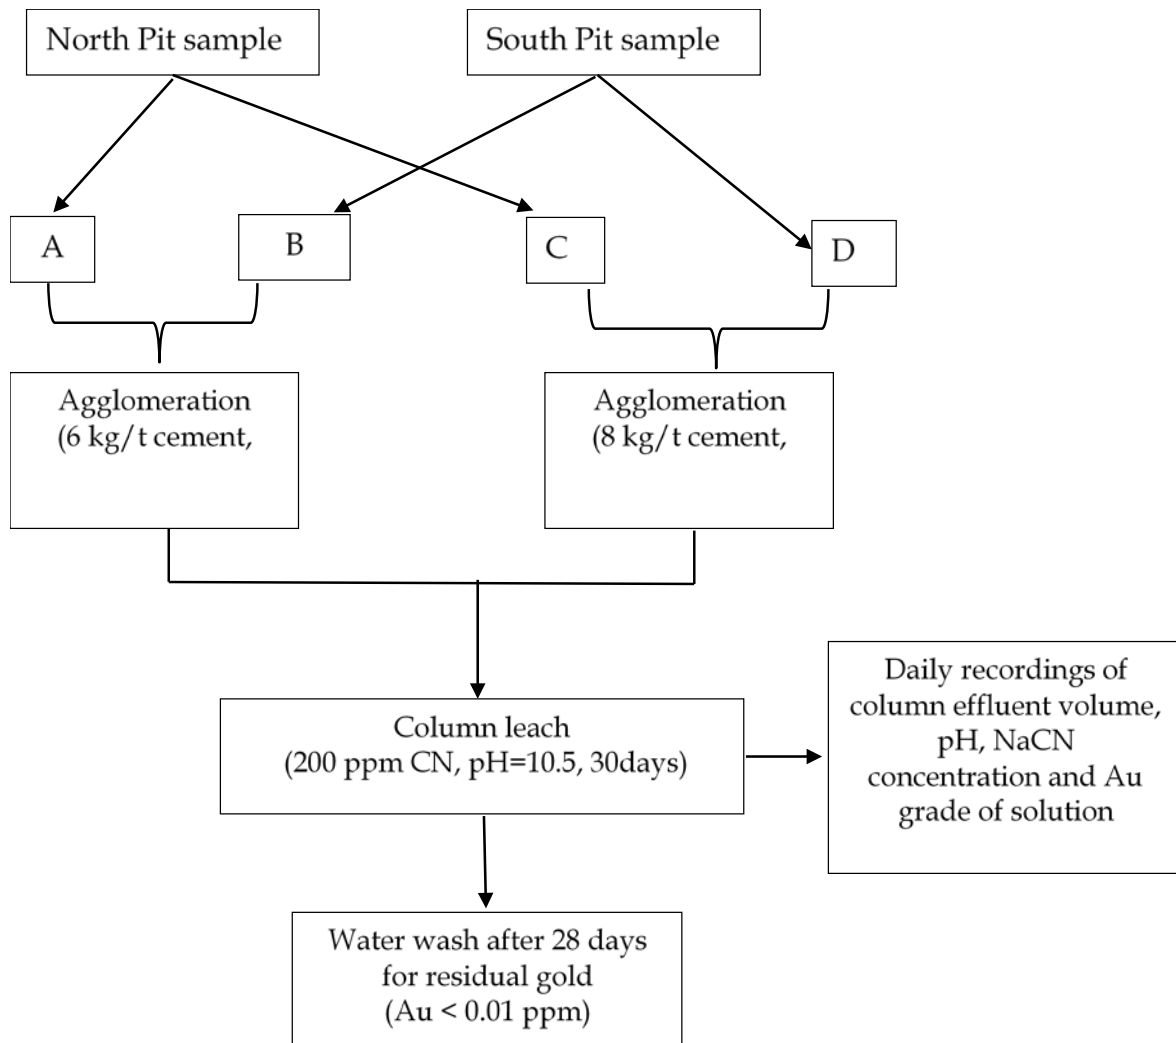 North Pit sample
South Pit sample
A
B
C
D
Agglomeration
(6 kg/t cement,
Agglomeration
(8 kg/t cement,
Column leach
(200 ppm CN, pH=10.5, 30days)
Daily recordings of
column effluent volume,
pH, NaCN
concentration and Au
grade of solution
Water wash after 28 days
for residual gold
(Au < 0.01 ppm)